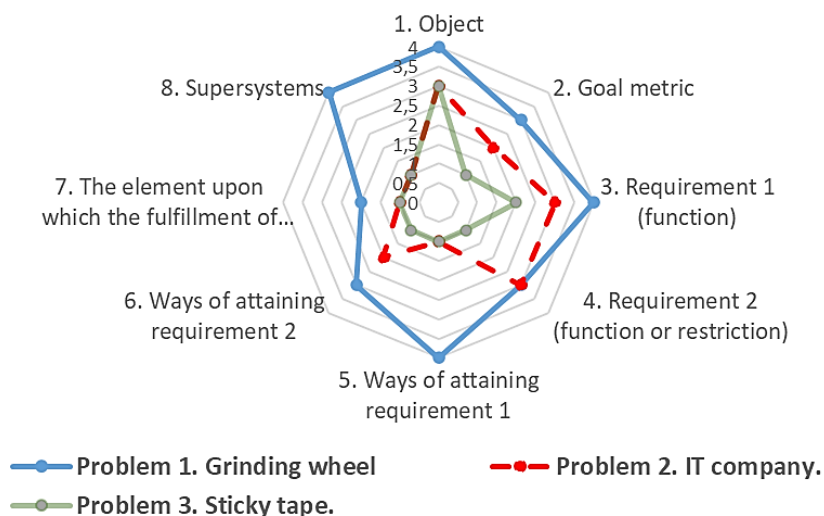 1. Object
4
3,5
3
2,5
2
1,5
1
0,5
0
2. Goal metric
3. Requirement 1
(function)
4. Requirement 2
(function or restriction)
5. Ways of attaining
requirement 1
6. Ways of attaining
requirement 2
7. The element upon
which the fulfillment of…
8. Supersystems
Problem 1. Grinding wheel
Problem 2. IT company.
Problem 3. Sticky tape.